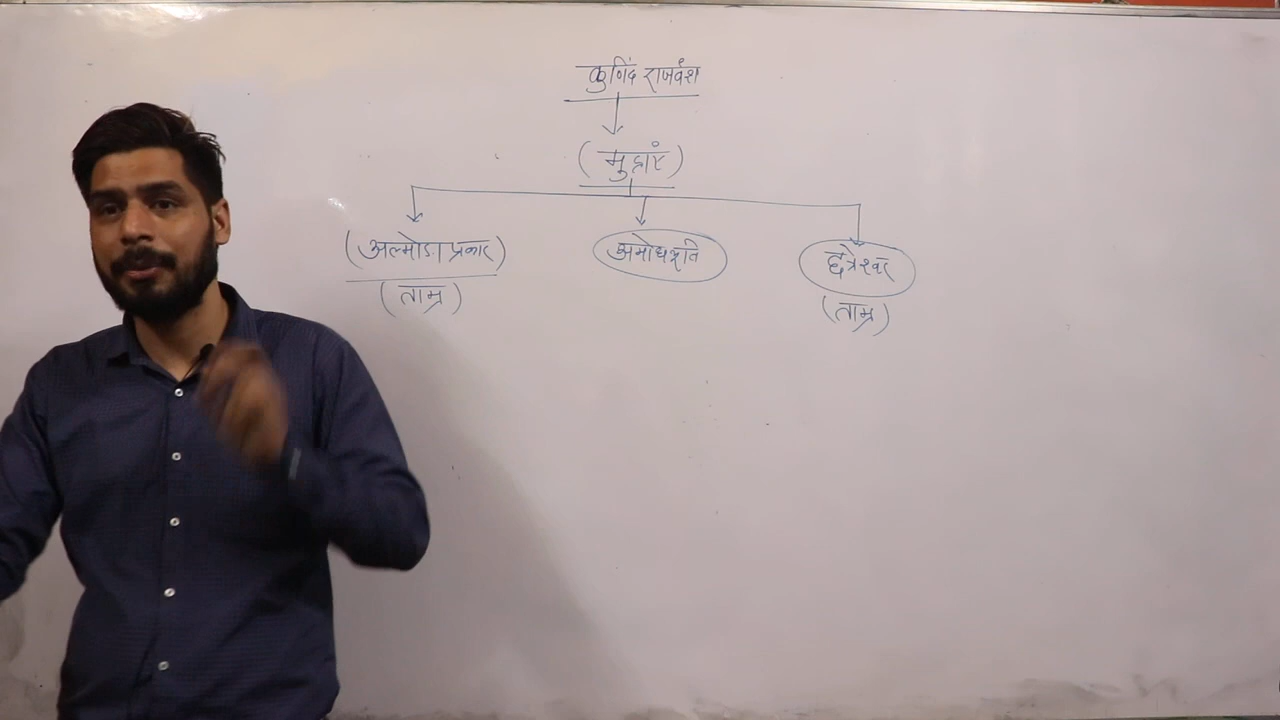 कुणिंद राजवंश
(मुद्राएं)
(अल्मोडा प्रकार) अमोघभूति छत्रेश्वर
(ताम्र) (ताम्र)